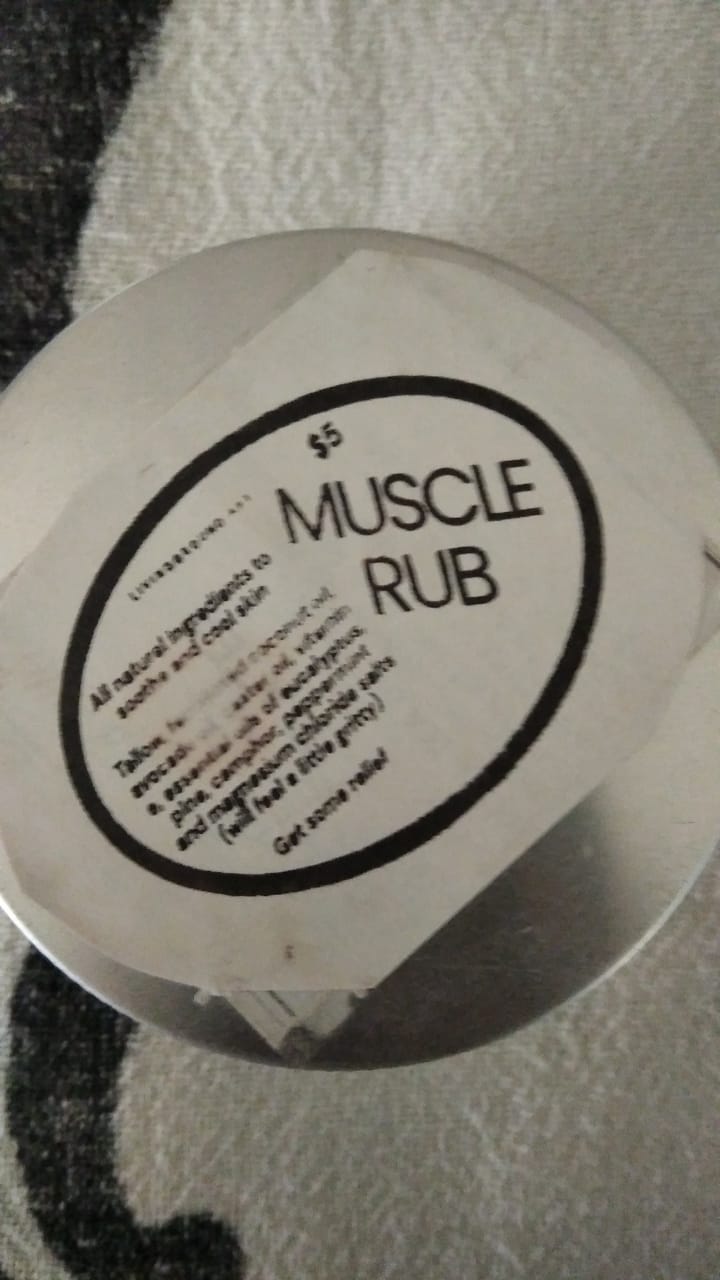 $5
MUSCLE
RUB
All natural ingredients to
soothe and cool skin
Tallow, coconut oil,
oil, vitamin
e, essential oils of eucalyptus,
pine, camphor, peppermint
and magnesium chloride salts
(will feel a little gritty)
Get some relief